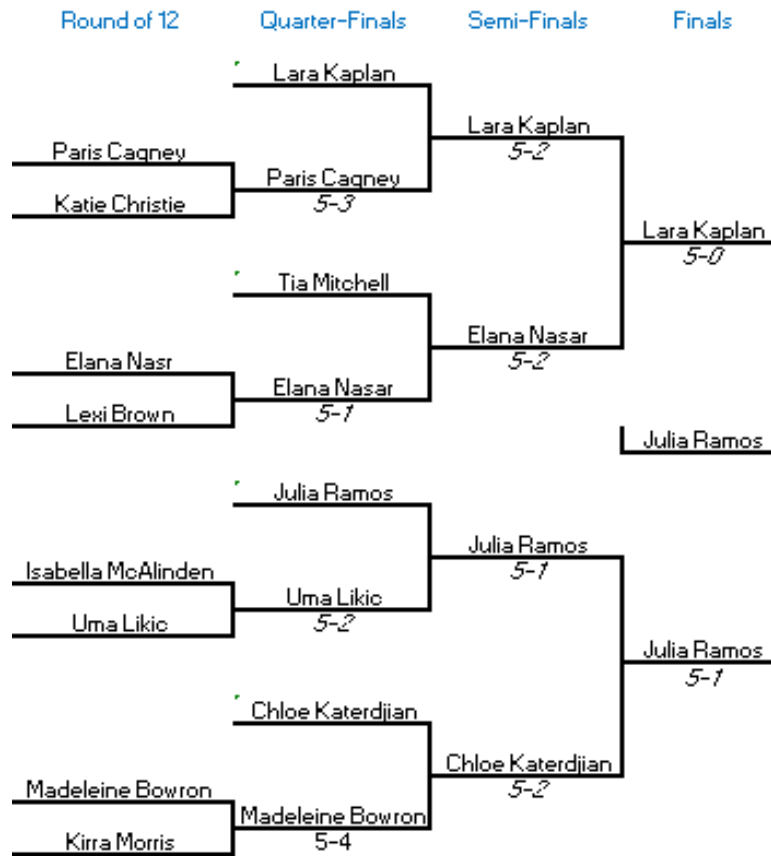 Round of 12 Quarter-Finals Semi-Finals Finals
Lara Kaplan
Lara Kaplan
5-2
Paris Cagney
Paris Cagney
5-3
Katie Christie
Lara Kaplan
5-0
Tia Mitchell
Elana Nasar
5-2
Elana Nasr
Elana Nasar
5-1
Lexi Brown
Julia Ramos
Julia Ramos
Julia Ramos
5-1
Isabella McAlinden
Uma Likic
5-2
Uma Likic
Julia Ramos
5-1
Chloe Katerdjian
Chloe Katerdjian
5-2
Madeleine Bowron
Madeleine Bowron
5-4
Kirra Morris